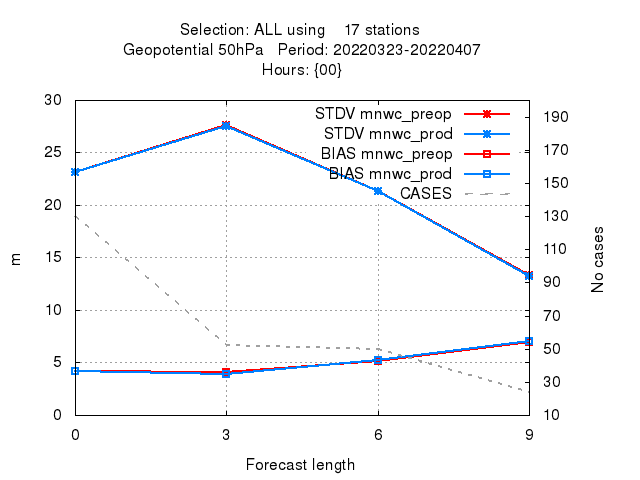 Selection: ALL using 17 stations
Geopotential 50hPa Period: 20220323-20220407
Hours: {00}
30
25
20
15
10
5
0
m
STDV mnwc_preop
STDV mnwc_prod
BIAS mnwc_preop
BIAS mnwc_prod
CASES
190
170
150
130
110
90
70
50
30
10
No cases
0 3 6 9
Forecast length